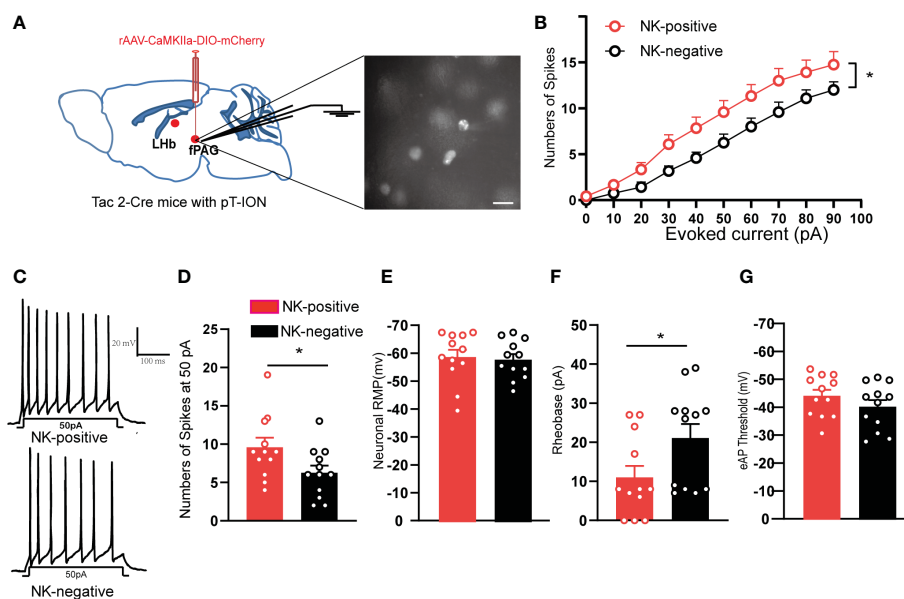 A
rAAV-CaMKIIa-DIO-mCherry
LHb
fPAG
Tac 2-Cre mice with pT-ION
B
NK-positive
NK-negative
Numbers of Spikes
15
10
5
0
0 10 20 30 40 50 60 70 80 90 100
Evoked current (pA)
*
C
20 mV
100 ms
50pA
NK-positive
50pA
NK-negative
D
NK-positive
NK-negative
Numbers of Spikes at 50 pA
25
20
15
10
5
0
*
E
Neuronal RMP(mv)
-70
-60
-50
-40
-30
-20
-10
0
F
Rheobase (pA)
50
40
30
20
10
0
*
G
eAP Threshold (mV)
-70
-50
-40
-30
-20
-10
0